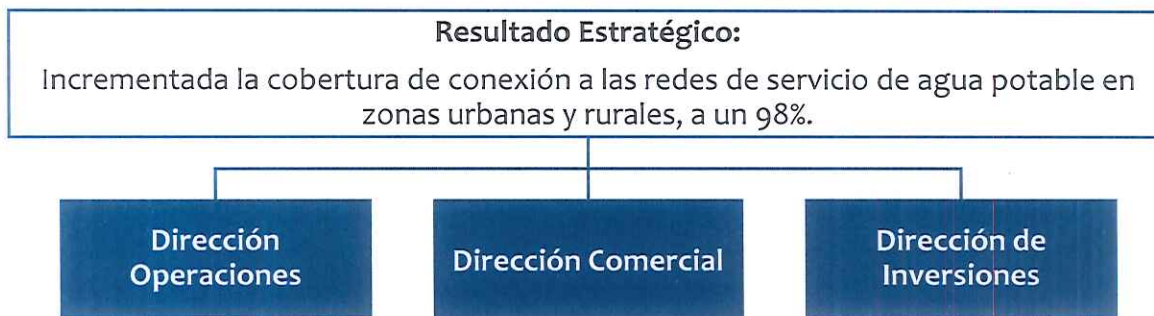 Resultado Estratégico:
Incrementada la cobertura de conexión a las redes de servicio de agua potable en
zonas urbanas y rurales, a un 98%.
Dirección
Operaciones
Dirección Comercial
Dirección de
Inversiones